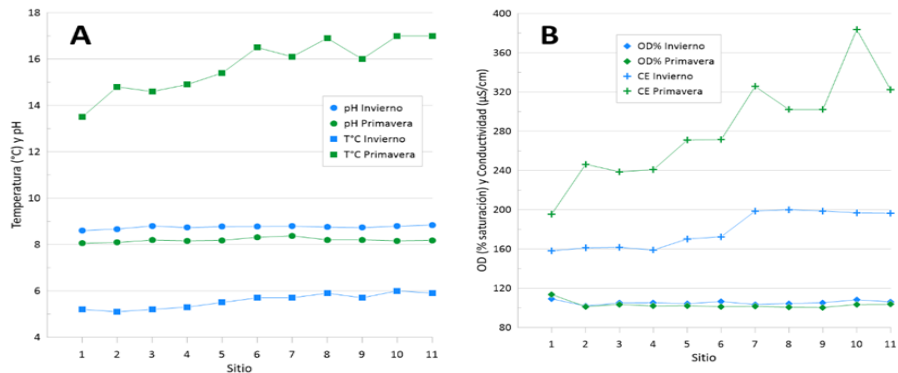 A
18
16
14
12
10
8
6
4
Temperatura (°C) y pH
pH Invierno
pH Primavera
T°C Invierno
T°C Primavera
1 2 3 4 5 6 7 8 9 10 11
Sitio
B
400
360
320
280
240
200
160
120
80
OD (% saturación) y Conductividad (µS/cm)
OD% Invierno
OD% Primavera
CE Invierno
CE Primavera
1 2 3 4 5 6 7 8 9 10 11
Sitio